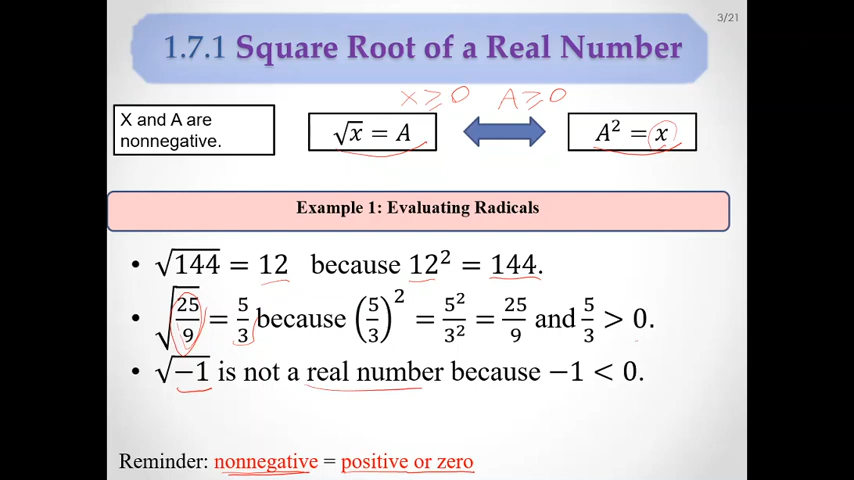 3/21
1.7.1 Square Root of a Real Number
X ≥ 0   A ≥ 0
X and A are
nonnegative.
√x = A
A² = x
Example 1: Evaluating Radicals
• √144 = 12 because 12² = 144.
• √(25/9) = 5/3 because (5/3)² = 5²/3² = 25/9 and 5/3 > 0.
• √−1 is not a real number because −1 < 0.
Reminder: nonnegative = positive or zero